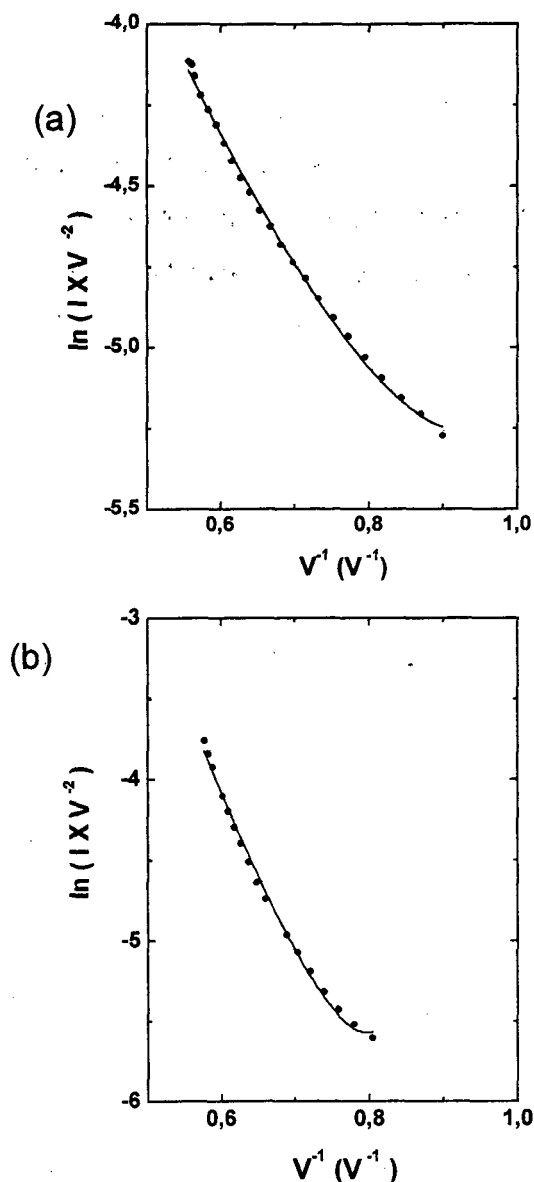 (a)
-4,0
-4,5
-5,0
-5,5
ln ( I X V⁻² )
0,6 0,8 1,0
V⁻¹ (V⁻¹)
(b)
-3
-4
-5
-6
ln ( I X V⁻² )
0,6 0,8 1,0
V⁻¹ (V⁻¹)